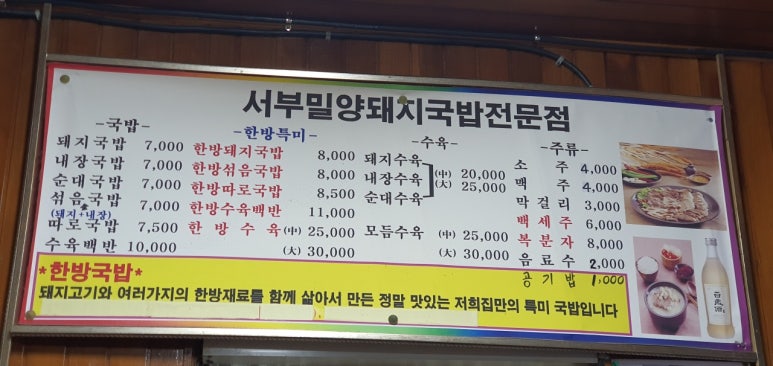 서부밀양돼지국밥전문점
-국밥-
돼지국밥 7,000
내장국밥 7,000
순대국밥 7,000
섞음국밥 7,000
(돼지+내장)
따로국밥 7,500
수육백반 10,000
-한방특미-
한방돼지국밥 8,000
한방섞음국밥 8,000
한방따로국밥 8,500
한방수육백반 11,000
한방수육 (中) 25,000
(大) 30,000
-수육-
돼지수육
내장수육 (中) 20,000
(大) 25,000
순대수육
모듬수육 (中) 25,000
(大) 30,000
-주류-
소주 4,000
맥주 4,000
막걸리 3,000
백세주 6,000
복분자 8,000
음료수 2,000
공기밥 1,000
*한방국밥*
돼지고기와 여러가지의 한방재료를 함께 삶아서 만든 정말 맛있는 저희집만의 특미 국밥입니다